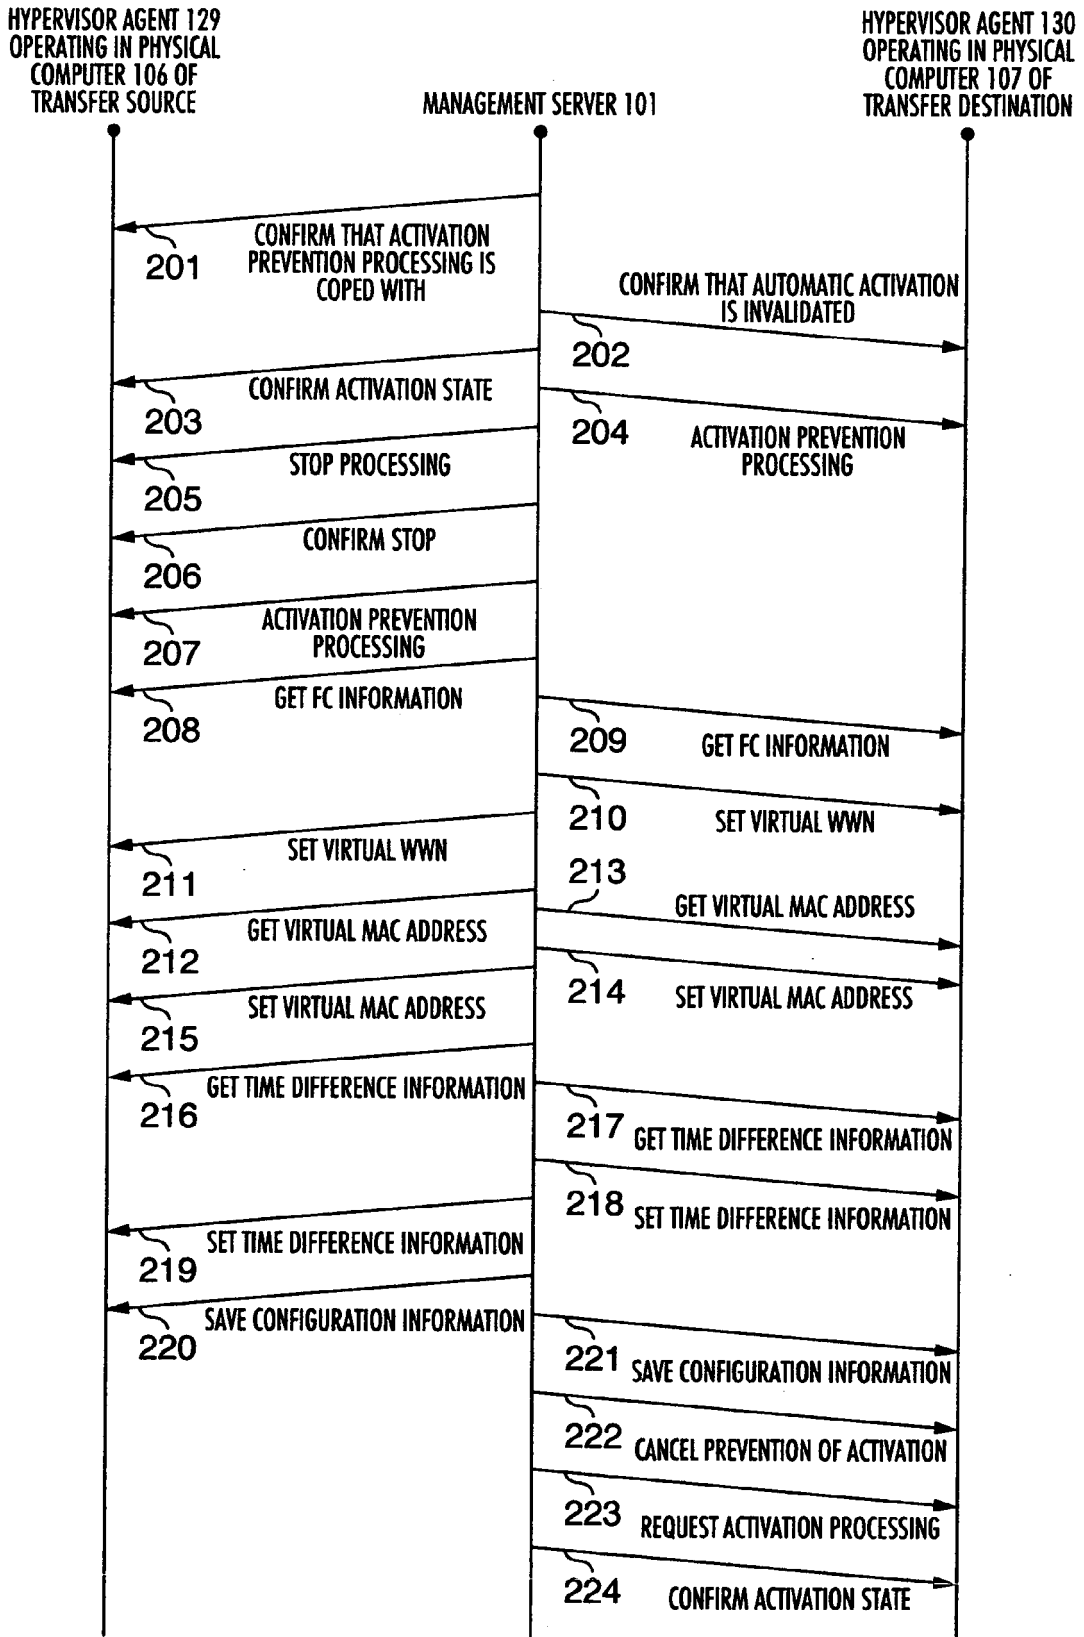 HYPERVISOR AGENT 129
OPERATING IN PHYSICAL
COMPUTER 106 OF
TRANSFER SOURCE
MANAGEMENT SERVER 101
HYPERVISOR AGENT 130
OPERATING IN PHYSICAL
COMPUTER 107 OF
TRANSFER DESTINATION
201
CONFIRM THAT ACTIVATION
PREVENTION PROCESSING IS
COPED WITH
CONFIRM THAT AUTOMATIC ACTIVATION
IS INVALIDATED
202
203
CONFIRM ACTIVATION STATE
204
ACTIVATION PREVENTION
PROCESSING
205
STOP PROCESSING
206
CONFIRM STOP
207
ACTIVATION PREVENTION
PROCESSING
208
GET FC INFORMATION
209
GET FC INFORMATION
210
SET VIRTUAL WWN
211
SET VIRTUAL WWN
213
GET VIRTUAL MAC ADDRESS
212
GET VIRTUAL MAC ADDRESS
214
SET VIRTUAL MAC ADDRESS
215
SET VIRTUAL MAC ADDRESS
216
GET TIME DIFFERENCE INFORMATION
217
GET TIME DIFFERENCE INFORMATION
218
SET TIME DIFFERENCE INFORMATION
219
SET TIME DIFFERENCE INFORMATION
220
SAVE CONFIGURATION INFORMATION
221
SAVE CONFIGURATION INFORMATION
222
CANCEL PREVENTION OF ACTIVATION
223
REQUEST ACTIVATION PROCESSING
224
CONFIRM ACTIVATION STATE